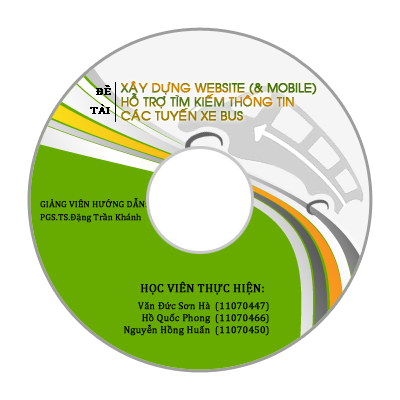 ĐỀ TÀI
XÂY DỰNG WEBSITE (& MOBILE)
HỖ TRỢ TÌM KIẾM THÔNG TIN
CÁC TUYẾN XE BUS
GIẢNG VIÊN HƯỚNG DẪN:
PGS.TS.Đặng Trần Khánh
HỌC VIÊN THỰC HIỆN:
Văn Đức Sơn Hà (11070447)
Hồ Quốc Phong (11070466)
Nguyễn Hồng Huấn (11070450)